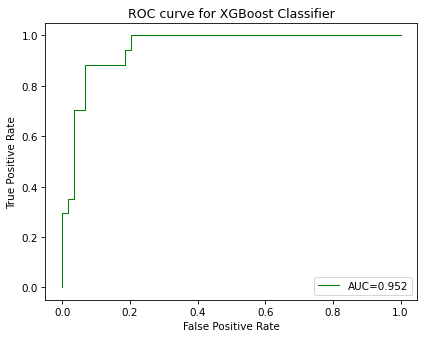 ROC curve for XGBoost Classifier
1.0
0.8
0.6
0.4
0.2
0.0
True Positive Rate
0.0 0.2 0.4 0.6 0.8 1.0
False Positive Rate
AUC=0.952